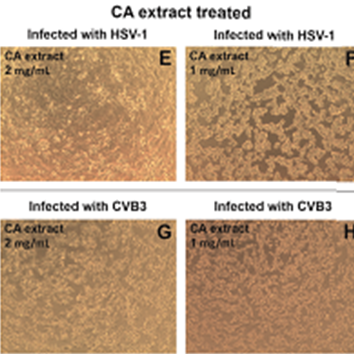 CA extract treated
Infected with HSV-1
Infected with HSV-1
CA extract
2 mg/mL
E
CA extract
1 mg/mL
F
Infected with CVB3
Infected with CVB3
CA extract
2 mg/mL
G
CA extract
1 mg/mL
H